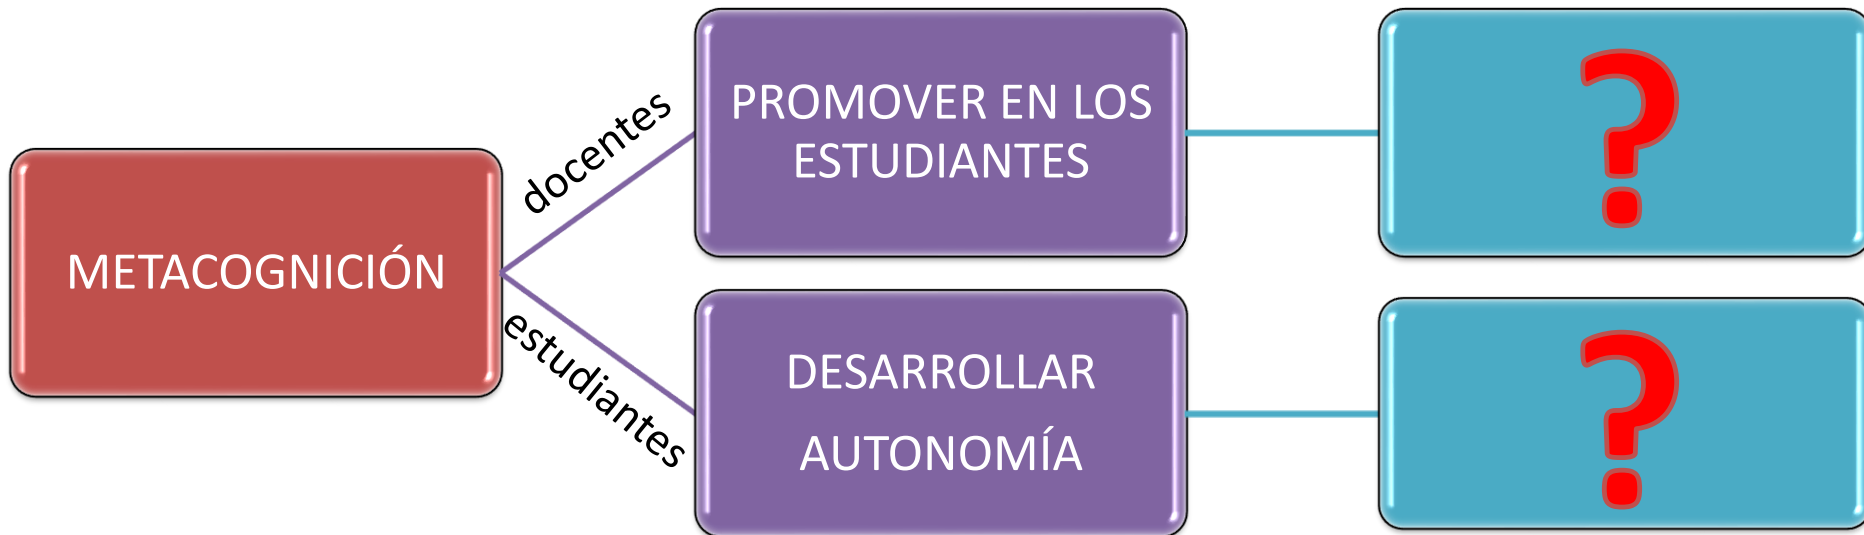 METACOGNICIÓN
docentes
estudiantes
PROMOVER EN LOS
ESTUDIANTES
?
DESARROLLAR
AUTONOMÍA
?